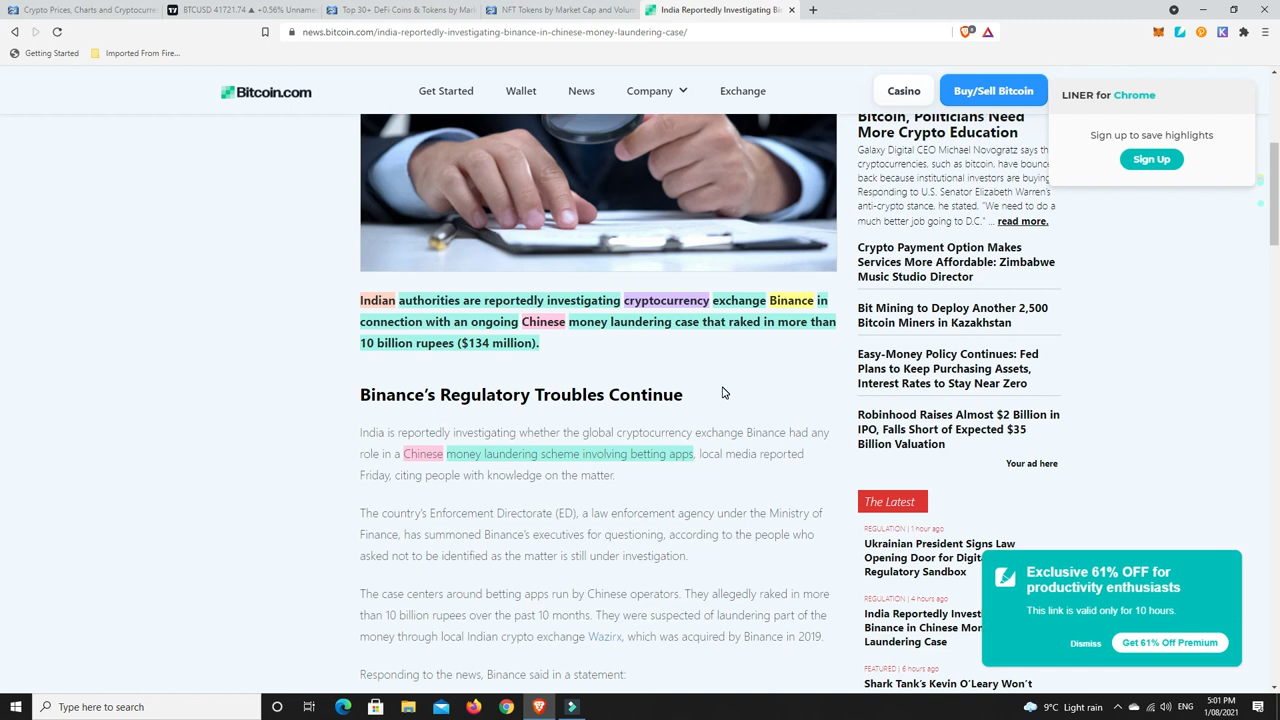 Crypto Prices, Charts and Cryptocurr
BTCUSD 41721.74 ▲ +0.56% Unname
Top 30+ DeFi Coins & Tokens by Mar
NFT Tokens by Market Cap and Volum
India Reportedly Investigating Bi
news.bitcoin.com/india-reportedly-investigating-binance-in-chinese-money-laundering-case/
Getting Started
Imported From Fire...
Bitcoin.com
Get Started
Wallet
News
Company
Exchange
Casino
Buy/Sell Bitcoin
LINER for Chrome
Sign up to save highlights
Sign Up
Indian authorities are reportedly investigating cryptocurrency exchange Binance in
connection with an ongoing Chinese money laundering case that raked in more than
10 billion rupees ($134 million).
Binance’s Regulatory Troubles Continue
India is reportedly investigating whether the global cryptocurrency exchange Binance had any
role in a Chinese money laundering scheme involving betting apps, local media reported
Friday, citing people with knowledge on the matter.
The country’s Enforcement Directorate (ED), a law enforcement agency under the Ministry of
Finance, has summoned Binance’s executives for questioning, according to the people who
asked not to be identified as the matter is still under investigation.
The case centers around betting apps run by Chinese operators. They allegedly raked in more
than 10 billion rupees over the past 10 months. They were suspected of laundering part of the
money through local Indian crypto exchange Wazirx, which was acquired by Binance in 2019.
Responding to the news, Binance said in a statement:
Bitcoin, Politicians Need
More Crypto Education
Galaxy Digital CEO Michael Novogratz says th
cryptocurrencies, such as bitcoin, have bounc
back because institutional investors are buying
Responding to U.S. Senator Elizabeth Warren's
anti-crypto stance, he stated, "We need to do a
much better job going to D.C." ... read more.
Crypto Payment Option Makes
Services More Affordable: Zimbabwe
Music Studio Director
Bit Mining to Deploy Another 2,500
Bitcoin Miners in Kazakhstan
Easy-Money Policy Continues: Fed
Plans to Keep Purchasing Assets,
Interest Rates to Stay Near Zero
Robinhood Raises Almost $2 Billion in
IPO, Falls Short of Expected $35
Billion Valuation
Your ad here
The Latest
REGULATION | 1 hour ago
Ukrainian President Signs Law
Opening Door for Digit
Regulatory Sandbox
REGULATION | 4 hours ago
India Reportedly Invest
Binance in Chinese Mon
Laundering Case
FEATURED | 6 hours ago
Shark Tank's Kevin O'Leary Won't
Exclusive 61% OFF for
productivity enthusiasts
This link is valid only for 10 hours.
Dismiss
Get 61% Off Premium
Type here to search
9°C Light rain
ENG
5:01 PM
1/08/2021